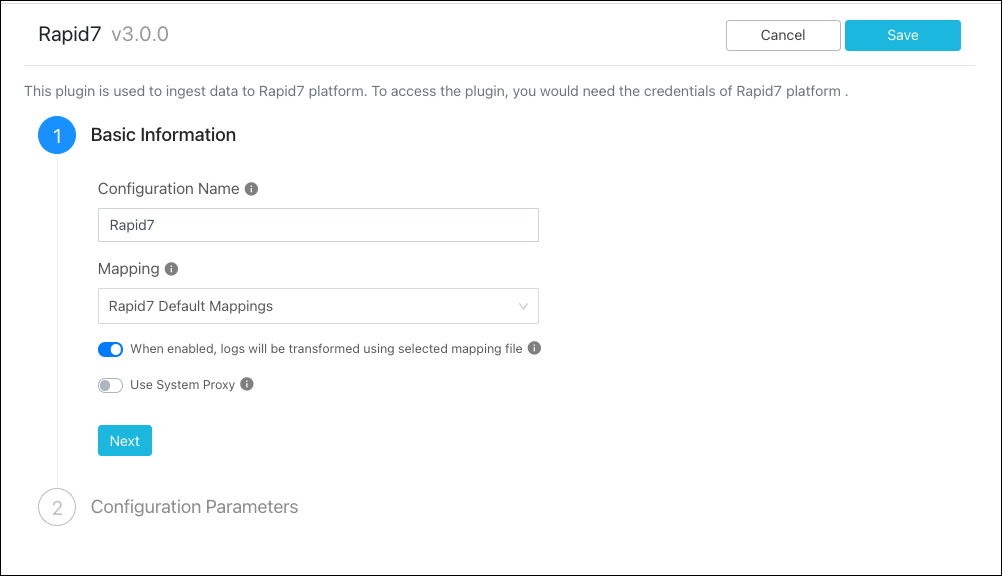 Rapid7 v3.0.0
Cancel
Save
This plugin is used to ingest data to Rapid7 platform. To access the plugin, you would need the credentials of Rapid7 platform .
1
Basic Information
Configuration Name
Rapid7
Mapping
Rapid7 Default Mappings
When enabled, logs will be transformed using selected mapping file
Use System Proxy
Next
2
Configuration Parameters